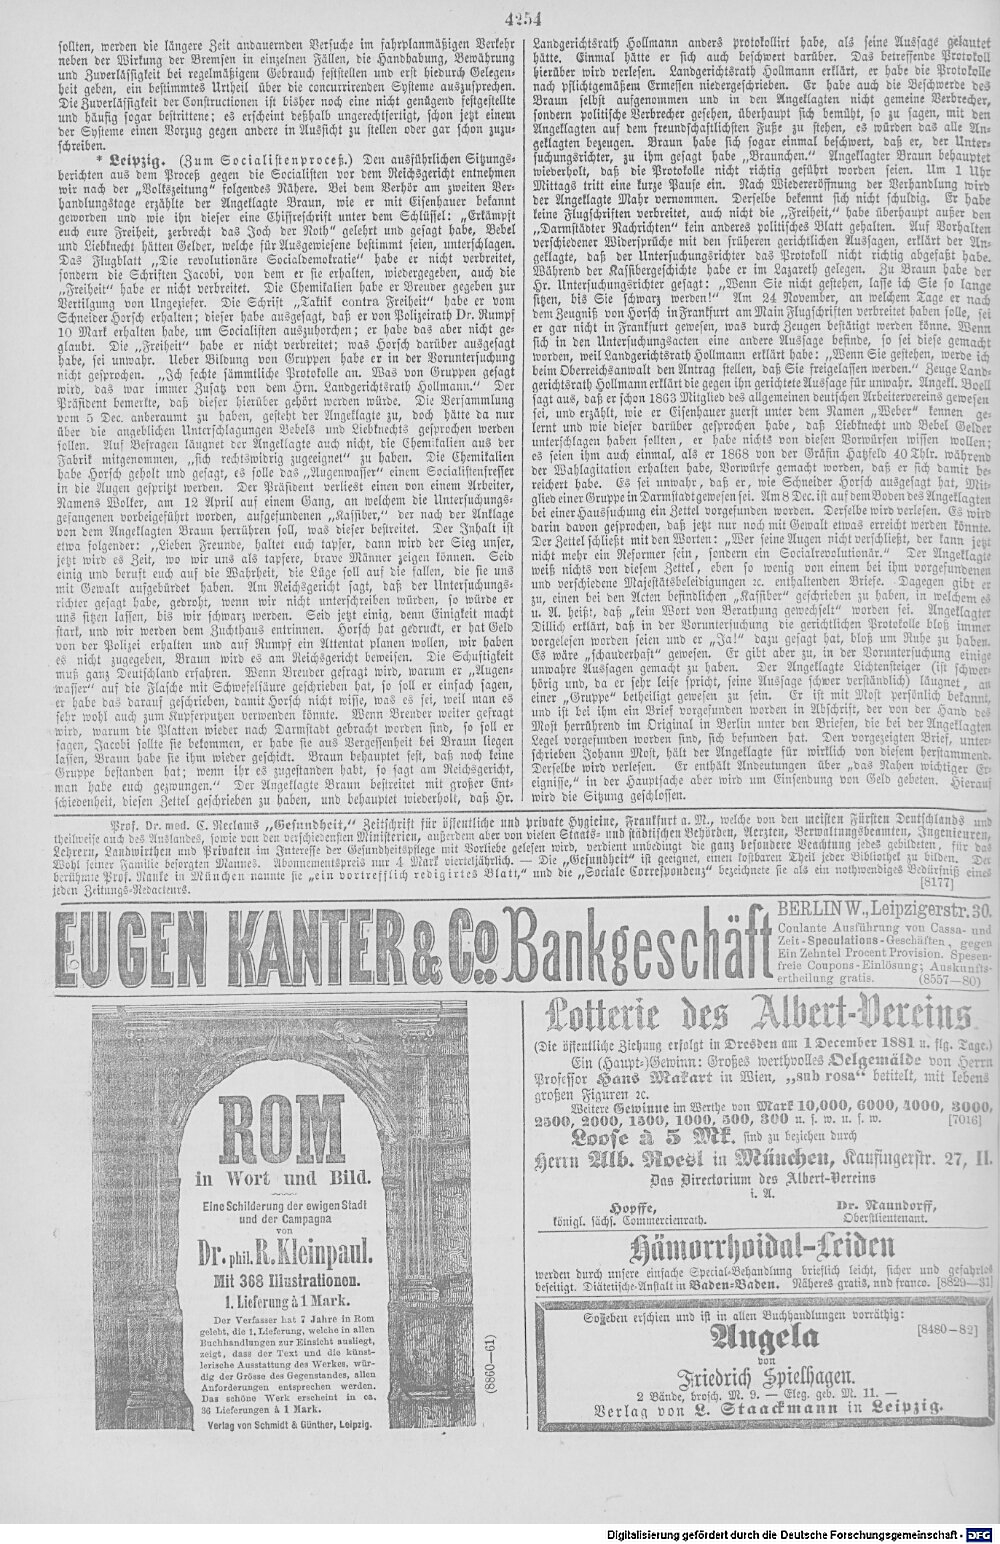 4254
sollten, werden die längere Zeit andauernden Versuche im fahrplanmäßigen Verkehr
neben der Wirkung der Bremsen in einzelnen Fällen, die Handhabung, Bewährung
und Zuverlässigkeit bei regelmäßigem Gebrauch feststellen und erst hiedurch Gelegen-
heit geben, ein bestimmtes Urtheil über die concurrirenden Systeme auszusprechen.
Die Zuverlässigkeit der Constructionen ist bisher noch eine nicht genügend festgestellte
und häufig sogar bestrittene; es erscheint deßhalb ungerechtfertigt, schon jetzt einem
der Systeme einen Vorzug gegen andere in Aussicht zu stellen oder gar schon zuzu-
schreiben.
* Leipzig. (Zum Socialistenproceß.) Den ausführlichen Sitzungs-
berichten aus dem Proceß gegen die Socialisten vor dem Reichsgericht entnehmen
wir nach der „Volkszeitung“ folgendes Nähere. Bei dem Verhör am zweiten Ver-
handlungstage erzählte der Angeklagte Braun, wie er mit Eisenhauer bekannt
geworden und wie ihn dieser eine Chiffreschrift unter dem Schlüssel: „Erkämpft
euch eure Freiheit, zerbrecht das Joch der Noth“ gelehrt und gesagt habe, Bebel
und Liebknecht hätten Gelder, welche für Ausgewiesene bestimmt seien, unterschlagen.
Das Flugblatt „Die revolutionäre Socialdemokratie“ habe er nicht verbreitet,
sondern die Schriften Jacobi, von dem er sie erhalten, wiedergegeben, auch die
„Freiheit“ habe er nicht verbreitet. Die Chemikalien habe er Breuder gegeben zur
Vertilgung von Ungeziefer. Die Schrift „Taktik contra Freiheit“ habe er vom
Schneider Horsch erhalten; dieser habe ausgesagt, daß er von Polizeirath Dr. Rumpf
10 Mark erhalten habe, um Socialisten auszuhorchen; er habe das aber nicht ge-
glaubt. Die „Freiheit“ habe er nicht verbreitet; was Horsch darüber ausgesagt
habe, sei unwahr. Ueber Bildung von Gruppen habe er in der Voruntersuchung
nicht gesprochen. „Ich fechte sämmtliche Protokolle an. Was von Gruppen gesagt
wird, das war immer Zusatz von dem Hrn. Landgerichtsrath Hollmann.“ Der
Präsident bemerkte, daß dieser hierüber gehört werden würde. Die Versammlung
vom 5 Dec. anberaumt zu haben, gesteht der Angeklagte zu, doch hätte da nur
über die angeblichen Unterschlagungen Bebels und Liebknechts gesprochen werden
sollen. Auf Befragen läugnet der Angeklagte auch nicht, die Chemikalien aus der
Fabrik mitgenommen, „sich rechtswidrig zugeeignet“ zu haben. Die Chemikalien
habe Horsch geholt und gesagt, es solle das „Augenwasser“ einem Socialistenfresser
in die Augen gespritzt werden. Der Präsident verliest einen von einem Arbeiter,
Namens Woller, am 12 April auf einem Gang, an welchem die Untersuchungs-
gefangenen vorbeigeführt worden, aufgefundenen „Kassiber,“ der nach der Anklage
von dem Angeklagten Braun herrühren soll, was dieser bestreitet. Der Inhalt ist
etwa folgender: „Lieben Freunde, haltet euch tapfer, dann wird der Sieg unser,
jetzt wird es Zeit, wo wir uns als tapfere, brave Männer zeigen können. Seid
einig und beruft euch auf die Wahrheit, die Lüge soll auf die fallen, die sie uns
mit Gewalt aufgebürdet haben. Am Reichsgericht sagt, daß der Untersuchungs-
richter gesagt habe, gedroht, wenn wir nicht unterschreiben würden, so würde er
uns sitzen lassen, bis wir schwarz werden. Seid jetzt einig, denn Einigkeit macht
stark, und wir werden dem Zuchthaus entrinnen. Horsch hat gedruckt, er hat Geld
von der Polizei erhalten und auf Rumpf ein Attentat planen wollen, wir haben
es nicht zugegeben, Braun wird es am Reichsgericht beweisen. Die Schuftigkeit
muß ganz Deutschland erfahren. Wenn Breuder gefragt wird, warum er „Augen-
wasser“ auf die Flasche mit Schwefelsäure geschrieben hat, so soll er einfach sagen,
er habe das darauf geschrieben, damit Horsch nicht wisse, was es sei, weil man es
sehr wohl auch zum Kupferputzen verwenden könnte. Wenn Breuder weiter gefragt
wird, warum die Platten wieder nach Darmstadt gebracht worden sind, so soll er
sagen, Jacobi sollte sie bekommen, er habe sie aus Vergessenheit bei Braun liegen
lassen, Braun habe sie ihm wieder geschickt. Braun behauptet fest, daß noch keine
Gruppe bestanden hat; wenn ihr es zugestanden habt, so sagt am Reichsgericht,
man habe euch gezwungen.“ Der Angeklagte Braun bestreitet mit großer Ent-
schiedenheit, diesen Zettel geschrieben zu haben, und behauptet wiederholt, daß Hr.
Landgerichtsrath Hollmann anders protokollirt habe, als seine Aussage gelautet
hätte. Einmal hätte er sich auch beschwert darüber. Das betreffende Protokoll
hierüber wird verlesen. Landgerichtsrath Hollmann erklärt, er habe die Protokolle
nach pflichtgemäßem Ermessen niedergeschrieben. Er habe auch die Beschwerde des
Braun selbst aufgenommen und in den Angeklagten nicht gemeine Verbrecher,
sondern politische Verbrecher gesehen, überhaupt sich bemüht, so zu sagen, mit den
Angeklagten auf dem freundschaftlichsten Fuße zu stehen, es würden das alle An-
geklagten bezeugen. Braun habe sich sogar einmal beschwert, daß er, der Unter-
suchungsrichter, zu ihm gesagt habe „Braunchen.“ Angeklagter Braun behauptet
wiederholt, daß die Protokolle nicht richtig geführt worden seien. Um 1 Uhr
Mittags tritt eine kurze Pause ein. Nach Wiedereröffnung der Verhandlung wird
der Angeklagte Mahr vernommen. Derselbe bekennt sich nicht schuldig. Er habe
keine Flugschriften verbreitet, auch nicht die „Freiheit,“ habe überhaupt außer den
„Darmstädter Nachrichten“ kein anderes politisches Blatt gehalten. Auf Vorhalten
verschiedener Widersprüche mit den früheren gerichtlichen Aussagen, erklärt der An-
geklagte, daß der Untersuchungsrichter das Protokoll nicht richtig abgefaßt habe.
Während der Kassibergeschichte habe er im Lazareth gelegen. Zu Braun habe der
Hr. Untersuchungsrichter gesagt: „Wenn Sie nicht gestehen, lasse ich Sie so lange
sitzen, bis Sie schwarz werden!“ Am 24 November, an welchem Tage er nach
dem Zeugniß von Horsch in Frankfurt am Main Flugschriften verbreitet haben solle, sei
er gar nicht in Frankfurt gewesen, was durch Zeugen bestätigt werden könne. Wenn
sich in den Untersuchungsacten eine andere Aussage befinde, so sei diese gemacht
worden, weil Landgerichtsrath Hollmann erklärt habe: „Wenn Sie gestehen, werde ich
beim Oberreichsanwalt den Antrag stellen, daß Sie freigelassen werden.“ Zeuge Land-
gerichtsrath Hollmann erklärt die gegen ihn gerichtete Aussage für unwahr. Angekl. Voell
sagt aus, daß er schon 1863 Mitglied des allgemeinen deutschen Arbeitervereins gewesen
sei, und erzählt, wie er Eisenhauer zuerst unter dem Namen „Weber“ kennen ge-
lernt und wie dieser darüber gesprochen habe, daß Liebknecht und Bebel Gelder
unterschlagen haben sollten, er habe nichts von diesen Vorwürfen wissen wollen;
es seien ihm auch einmal, als er 1868 von der Gräfin Hatzfeld 40 Thlr. während
der Wahlagitation erhalten habe, Vorwürfe gemacht worden, daß er sich damit be-
reichert habe. Es sei unwahr, daß er, wie Schneider Horsch ausgesagt hat, Mit-
glied einer Gruppe in Darmstadt gewesen sei. Am 8 Dec. ist auf dem Boden des Angeklagten
bei einer Haussuchung ein Zettel vorgefunden worden. Derselbe wird verlesen. Es wird
darin davon gesprochen, daß jetzt nur noch mit Gewalt etwas erreicht werden könnte.
Der Zettel schließt mit den Worten: „Wer seine Augen nicht verschließt, der kann jetzt
nicht mehr ein Reformer sein, sondern ein Socialrevolutionär.“ Der Angeklagte
weiß nichts von diesem Zettel, eben so wenig von einem bei ihm vorgefundenen
und verschiedene Majestätsbeleidigungen ꝛc. enthaltenden Briefe. Dagegen gibt er
zu, einen bei den Acten befindlichen „Kassiber“ geschrieben zu haben, in welchem es
u. A. heißt, daß „kein Wort von Berathung gewechselt“ worden sei. Angeklagter
Dillich erklärt, daß in der Voruntersuchung die gerichtlichen Protokolle bloß immer
vorgelesen worden seien und er „Ja!“ dazu gesagt hat, bloß um Ruhe zu haben.
Es wäre „schauderhaft“ gewesen. Er gibt aber zu, in der Voruntersuchung einige
unwahre Aussagen gemacht zu haben. Der Angeklagte Lichtensteiger (ist schwer-
hörig und, da er sehr leise spricht, seine Aussage schwer verständlich) läugnet, an
einer „Gruppe“ betheiligt gewesen zu sein. Er ist mit Most persönlich bekannt,
und ist bei ihm ein Brief vorgefunden worden in Abschrift, der von der Hand des
Most herrührend im Original in Berlin unter den Briefen, die bei der Angeklagten
Legel vorgefunden worden sind, sich befunden hat. Den vorgezeigten Brief, unter-
schrieben Johann Most, hält der Angeklagte für wirklich von diesem herstammend.
Derselbe wird verlesen. Er enthält Andeutungen über „das Nahen wichtiger Er-
eignisse,“ in der Hauptsache aber wird um Einsendung von Geld gebeten. Hierauf
wird die Sitzung geschlossen.
Prof. Dr. med. C. Reclams „Gesundheit,“ Zeitschrift für öffentliche und private Hygieine, Frankfurt a. M., welche von den meisten Fürsten Deutschlands und
theilweise auch des Auslandes, sowie von den verschiedensten Ministerien, außerdem aber von vielen Staats- und städtischen Behörden, Aerzten, Verwaltungsbeamten, Ingenieuren,
Lehrern, Landwirthen und Privaten im Interesse der Gesundheitspflege mit Vorliebe gelesen wird, verdient unbedingt die ganz besondere Beachtung jedes gebildeten, für das
Wohl seiner Familie besorgten Mannes. Abonnementspreis nur 4 Mark vierteljährlich. — Die „Gesundheit“ ist geeignet, einen kostbaren Theil jeder Bibliothek zu bilden. Der
berühmte Prof. Ranke in München nannte sie „ein vortrefflich redigirtes Blatt,“ und die „Sociale Correspondenz“ bezeichnete sie als ein nothwendiges Bedürfniß eines
jeden Zeitungs-Redacteurs. [8177]
EUGEN KANTER & Co. Bankgeschäft
BERLIN W., Leipzigerstr. 30.
Coulante Ausführung von Cassa- und
Zeit-Speculations-Geschäften, gegen
Ein Zehntel Procent Provision. Spesen-
freie Coupons-Einlösung; Auskunfts-
ertheilung gratis. (8557—80)
ROM
in Wort und Bild.
Eine Schilderung der ewigen Stadt
und der Campagna
von
Dr. phil. R. Kleinpaul.
Mit 368 Illustrationen.
1. Lieferung à 1 Mark.
Der Verfasser hat 7 Jahre in Rom
gelebt, die 1. Lieferung, welche in allen
Buchhandlungen zur Einsicht ausliegt,
zeigt, dass der Text und die künst-
lerische Ausstattung des Werkes, wür-
dig der Grösse des Gegenstandes, allen
Anforderungen entsprechen werden.
Das schöne Werk erscheint in ca.
36 Lieferungen à 1 Mark.
Verlag von Schmidt & Günther, Leipzig.
(8860—61)
Lotterie des Albert-Vereins
(Die öffentliche Ziehung erfolgt in Dresden am 1 December 1881 u. flg. Tage.)
Ein (Haupt-)Gewinn: Großes werthvolles Oelgemälde von Herrn
Professor Hans Makart in Wien, „sub rosa“ betitelt, mit lebens
großen Figuren ꝛc.
Weitere Gewinne im Werthe von Mark 10,000, 6000, 4000, 3000,
2500, 2000, 1500, 1000, 500, 300 u. s. w. u. s. w. [7016]
Loose à 5 Mk. sind zu beziehen durch
Herrn Alb. Roesl in München, Kaufingerstr. 27, II.
Das Directorium des Albert-Vereins
i. A.
Hopffe, Dr. Naundorff,
königl. sächs. Commercienrath. Oberstlieutenant.
Hämorrhoidal-Leiden
werden durch unsere einfache Special-Behandlung brieflich leicht, sicher und gefahrlos
beseitigt. Diätetische-Anstalt in Baden-Baden. Näheres gratis, und franco. [8829—31]
Soeben erschien und ist in allen Buchhandlungen vorräthig:
Angela [8480—82]
von
Friedrich Spielhagen.
2 Bände, brosch. M. 9. — Eleg. geb. M. 11. —
Verlag von L. Staackmann in Leipzig.
Digitalisierung gefördert durch die Deutsche Forschungsgemeinschaft - DFG